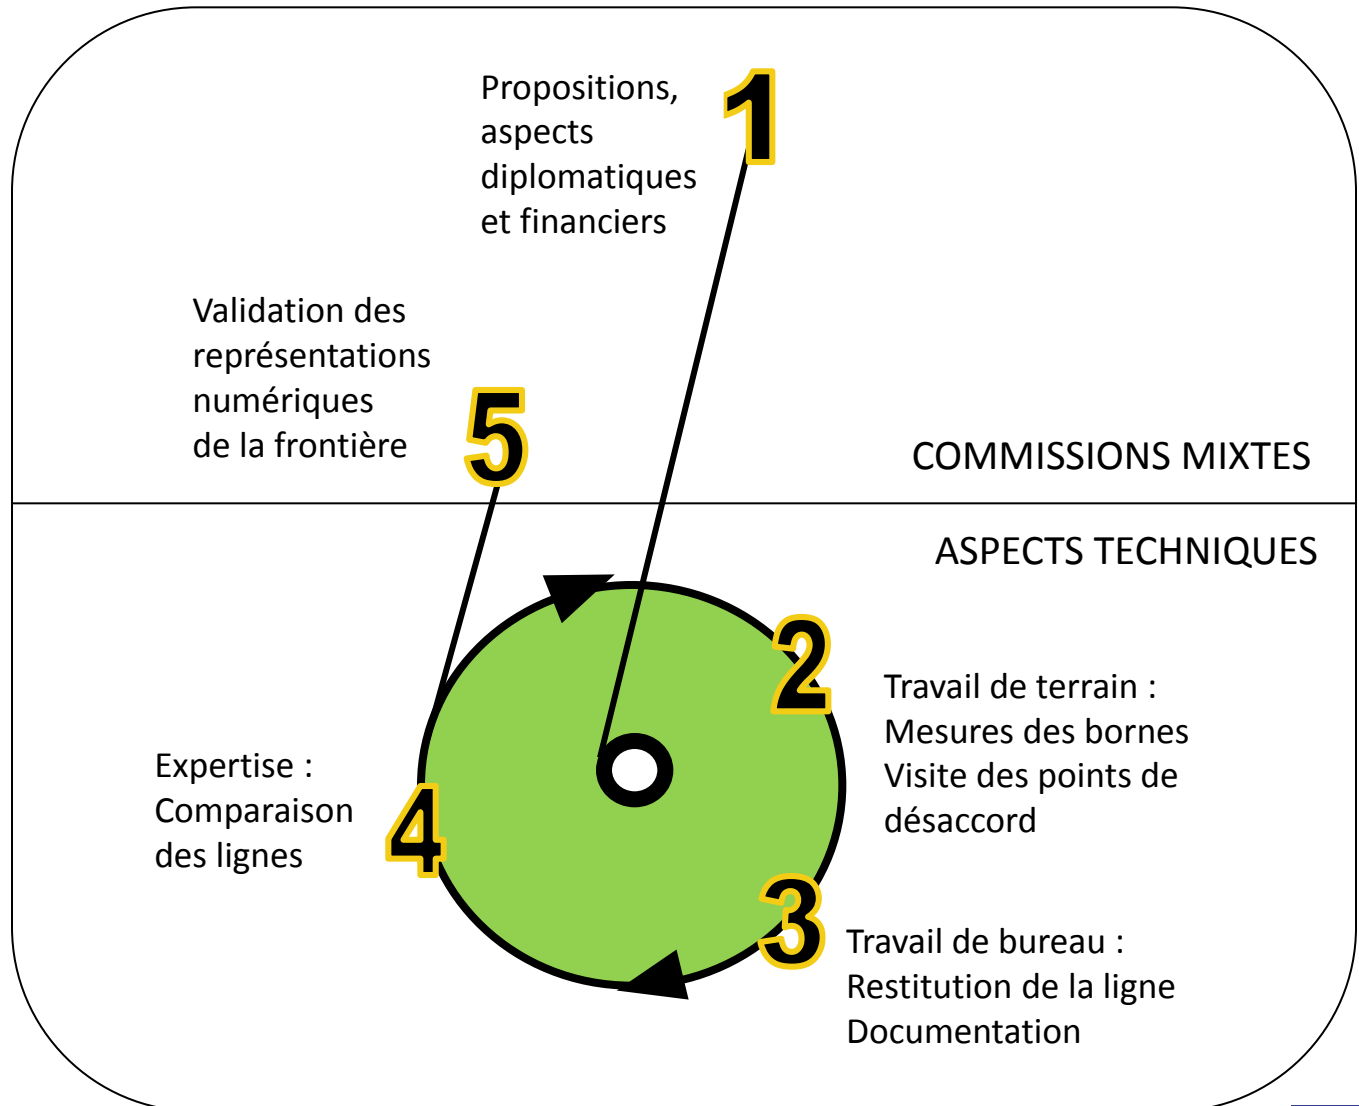 Propositions,
aspects
diplomatiques
et financiers
1
Validation des
représentations
numériques
de la frontière
5
COMMISSIONS MIXTES
ASPECTS TECHNIQUES
2
Travail de terrain :
Mesures des bornes
Visite des points de
désaccord
Expertise :
Comparaison
des lignes
4
3
Travail de bureau :
Restitution de la ligne
Documentation